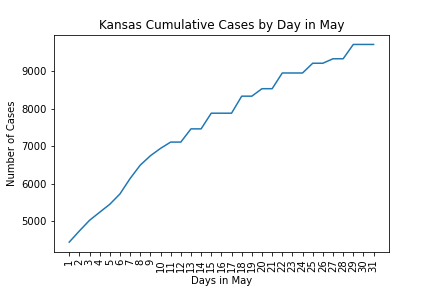 Kansas Cumulative Cases by Day in May
Number of Cases
9000
8000
7000
6000
5000
1 2 3 4 5 6 7 8 9 10 11 12 13 14 15 16 17 18 19 20 21 22 23 24 25 26 27 28 29 30 31
Days in May